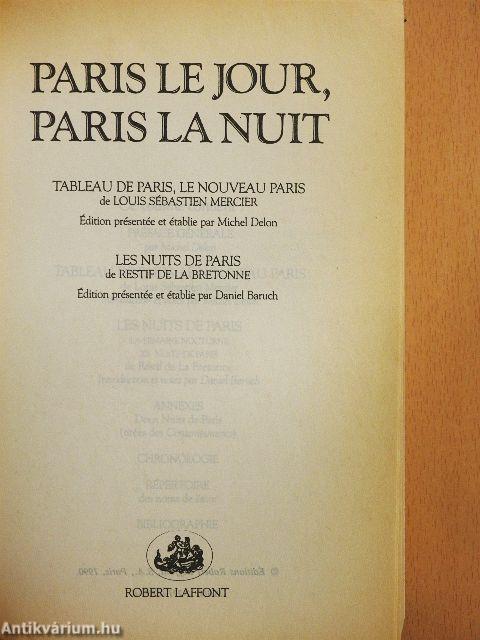 PARIS LE JOUR,
PARIS LA NUIT
TABLEAU DE PARIS, LE NOUVEAU PARIS
de LOUIS SÉBASTIEN MERCIER
Édition présentée et établie par Michel Delon
LES NUITS DE PARIS
de RESTIF DE LA BRETONNE
Édition présentée et établie par Daniel Baruch
ROBERT LAFFONT
Antikvárium.hu